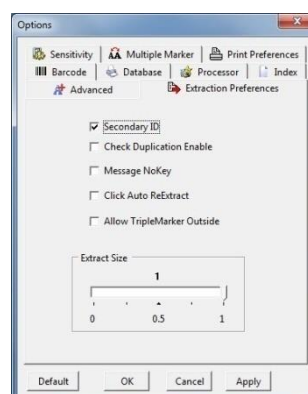 Options
Sensitivity Multiple Marker Print Preferences
Barcode Database Processor Index
Advanced Extraction Preferences
Secondary ID
Check Duplication Enable
Message NoKey
Click Auto ReExtract
Allow TripleMarker Outside
Extract Size
1
0 0.5 1
Default OK Cancel Apply